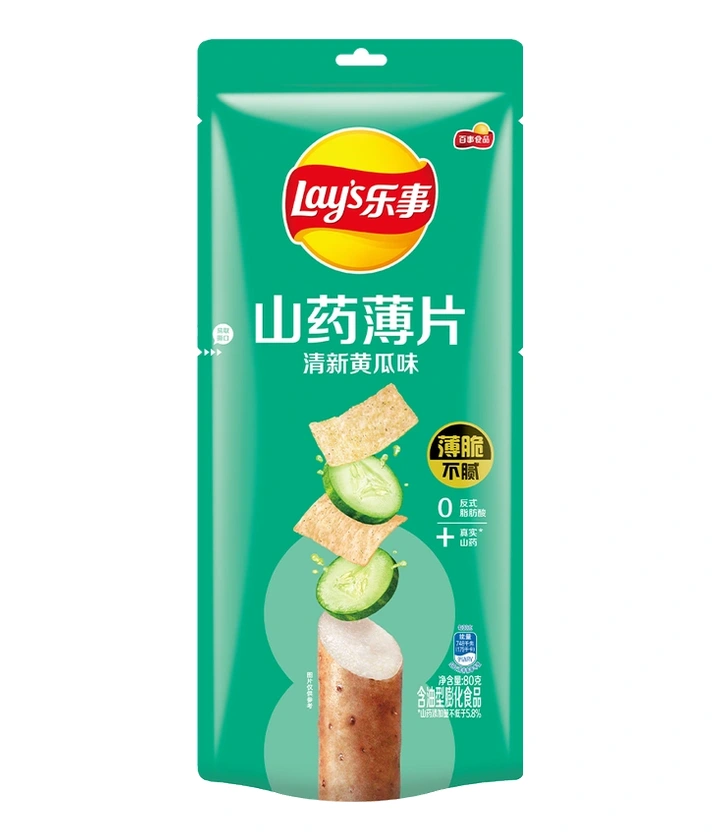 百事食品
Lay's乐事
山药薄片
清新黄瓜味
薄脆
不腻
0 反式
脂肪酸
+ 真实*
山药
能量
净含量:80克
含油型膨化食品
*山药添加量不低于5.8%
图片仅供参考